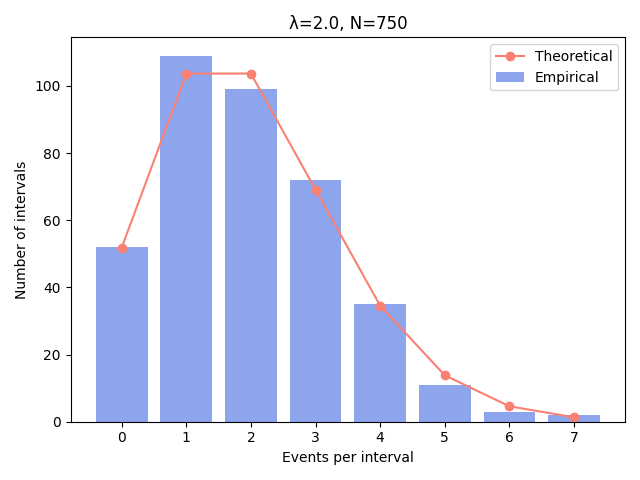 λ=2.0, N=750
Theoretical
Empirical
Number of intervals
100
80
60
40
20
0
0 1 2 3 4 5 6 7
Events per interval